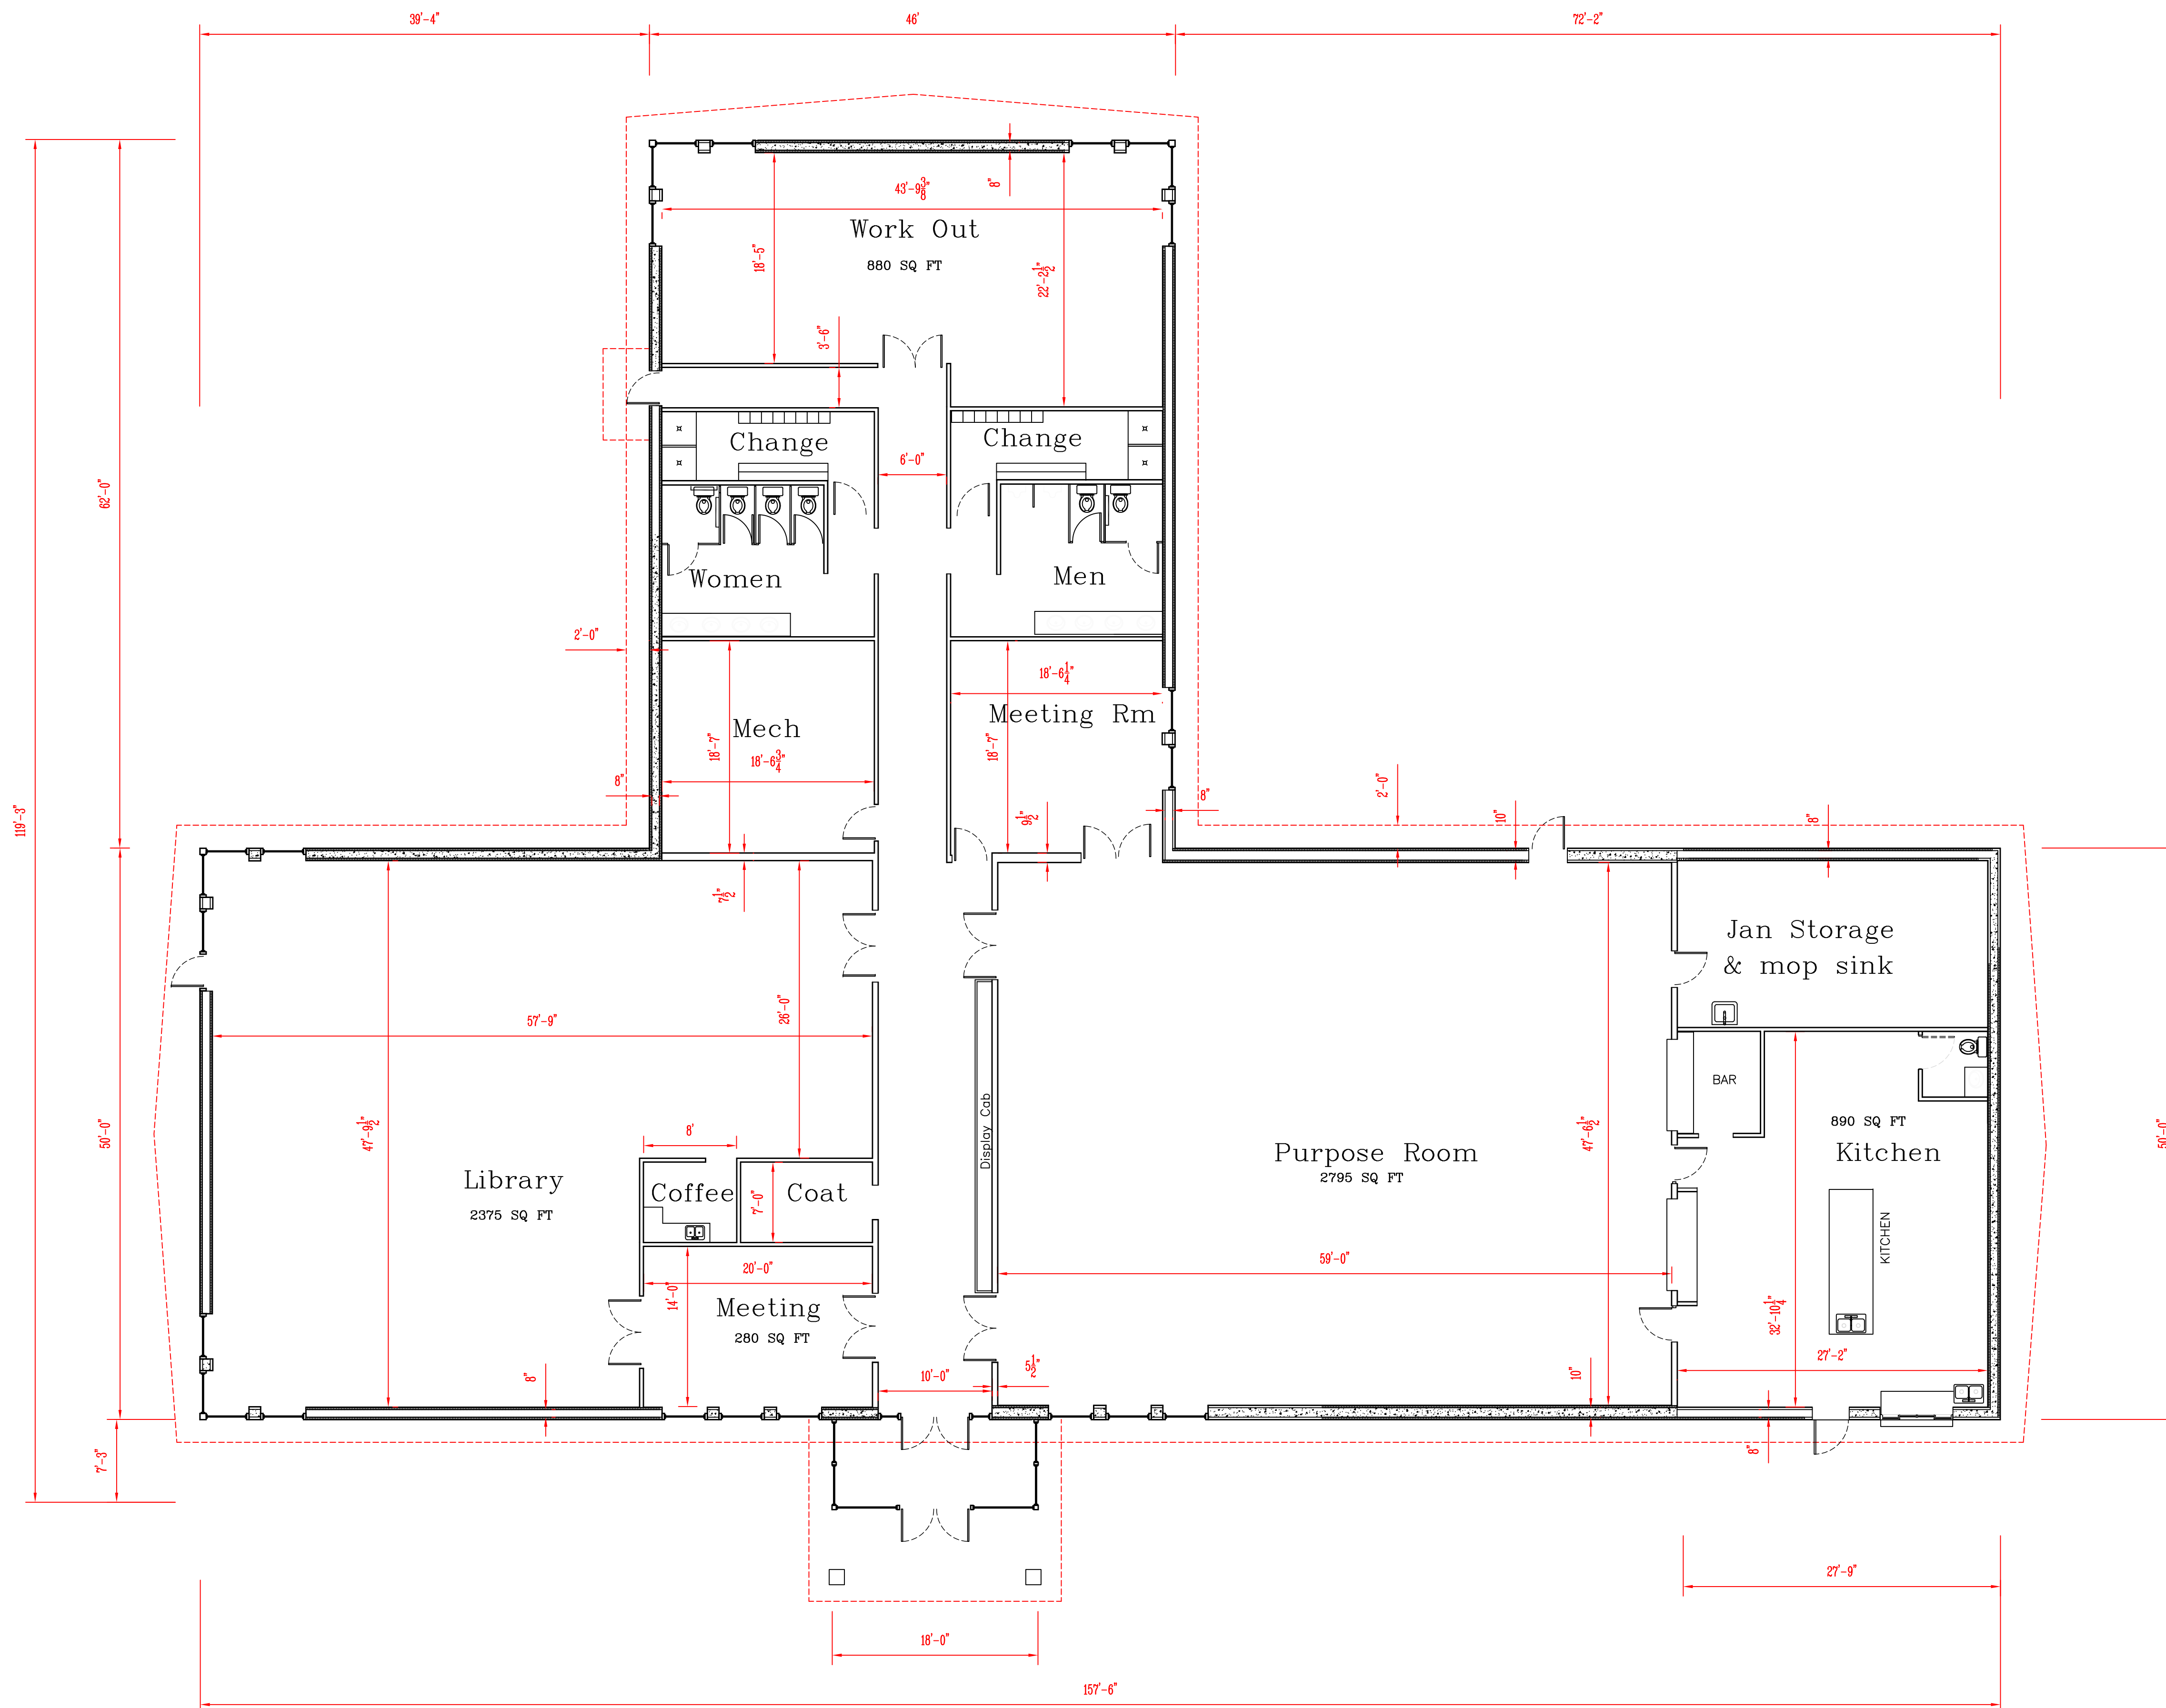 39'-4"
46'
72'-2"
43'-9 3/8"
8"
Work Out
880 SQ FT
18'-5"
22'-2 1/2"
3'-6"
Change
Change
6'-0"
62'-0"
Women
Men
2'-0"
18'-6 1/4"
Meeting Rm
Mech
18'-7"
18'-6 3/4"
18'-7"
8"
8"
2'-0"
10"
8"
9 1/2"
119'-3"
7 1/2"
Jan Storage
& mop sink
57'-9"
26'-0"
BAR
Display Cab
890 SQ FT
Kitchen
50'-0"
47'-9 1/2"
8'
Purpose Room
2795 SQ FT
47'-6 1/2"
50'-0"
Library
2375 SQ FT
Coffee
Coat
7'-0"
KITCHEN
59'-0"
20'-0"
14'-0"
Meeting
280 SQ FT
32'-10 1/4"
27'-2"
8"
10'-0"
5 1/2"
10"
8"
7'-3"
27'-9"
18'-0"
157'-6"